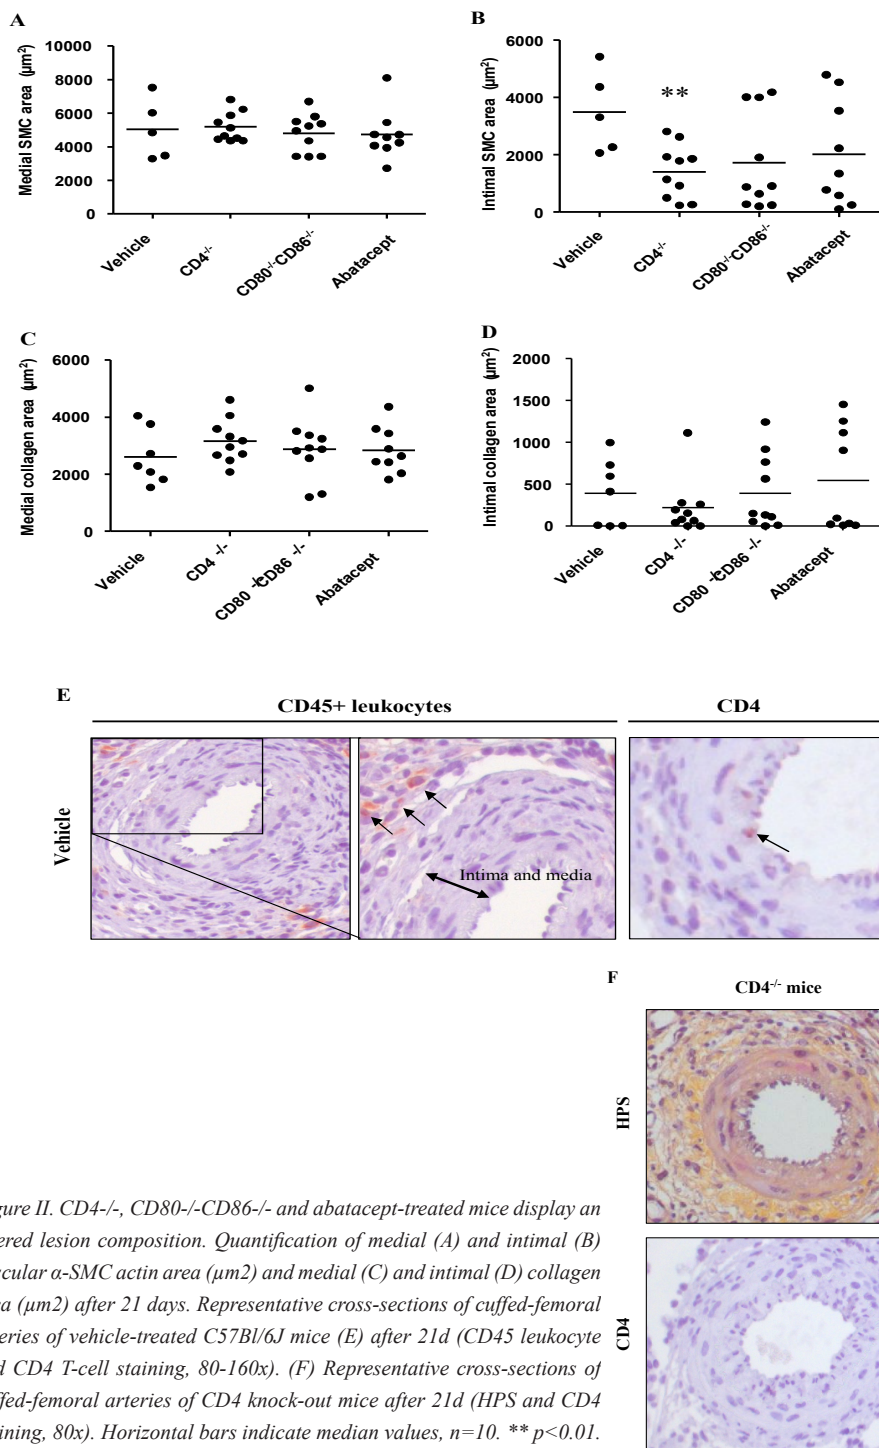 A
Medial SMC area (µm²)
10000
8000
6000
4000
2000
0
Vehicle
CD4-/-
CD80-/-CD86-/-
Abatacept
B
Intimal SMC area (µm²)
6000
4000
2000
0
**
Vehicle
CD4-/-
CD80-/-CD86-/-
Abatacept
C
Medial collagen area (µm²)
6000
4000
2000
0
Vehicle
CD4 -/-
CD80 -/-CD86 -/-
Abatacept
D
Intimal collagen area (µm²)
2000
1500
1000
500
0
Vehicle
CD4 -/-
CD80 -/-CD86 -/-
Abatacept
E
CD45+ leukocytes
CD4
Vehicle
Intima and media
F
CD4-/- mice
HPS
CD4
gure II. CD4-/-, CD80-/-CD86-/- and abatacept-treated mice display an
ered lesion composition. Quantification of medial (A) and intimal (B)
scular α-SMC actin area (µm2) and medial (C) and intimal (D) collagen
ea (µm2) after 21 days. Representative cross-sections of cuffed-femoral
teries of vehicle-treated C57Bl/6J mice (E) after 21d (CD45 leukocyte
d CD4 T-cell staining, 80-160x). (F) Representative cross-sections of
ffed-femoral arteries of CD4 knock-out mice after 21d (HPS and CD4
aining, 80x). Horizontal bars indicate median values, n=10. ** p<0.01.